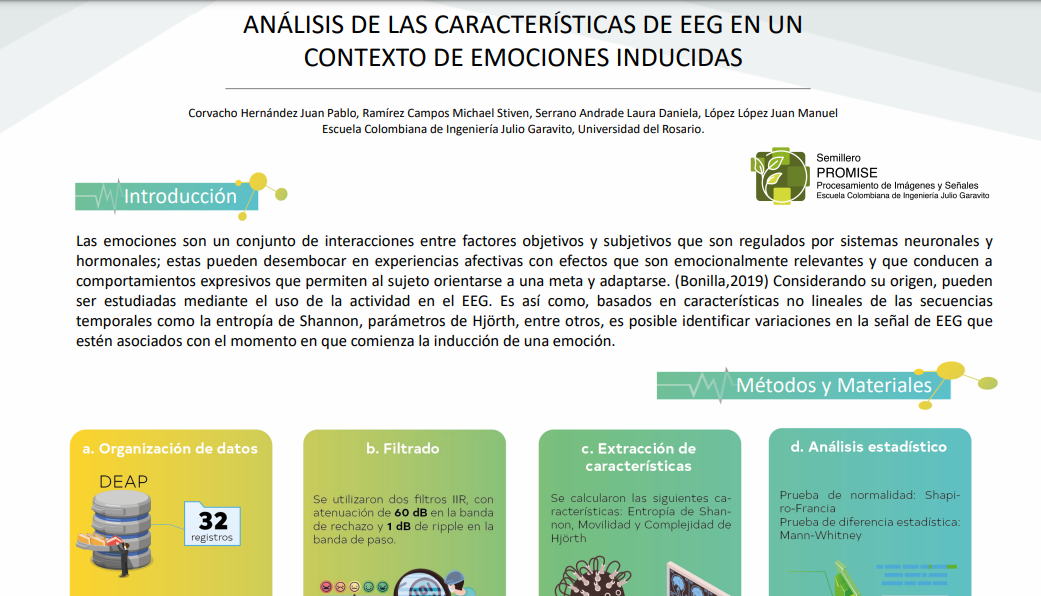 ANÁLISIS DE LAS CARACTERÍSTICAS DE EEG EN UN
CONTEXTO DE EMOCIONES INDUCIDAS
Corvacho Hernández Juan Pablo, Ramírez Campos Michael Stiven, Serrano Andrade Laura Daniela, López López Juan Manuel
Escuela Colombiana de Ingeniería Julio Garavito, Universidad del Rosario.
Semillero
PROMISE
Procesamiento de Imágenes y Señales
Escuela Colombiana de Ingeniería Julio Garavito
Introducción
Las emociones son un conjunto de interacciones entre factores objetivos y subjetivos que son regulados por sistemas neuronales y
hormonales; estas pueden desembocar en experiencias afectivas con efectos que son emocionalmente relevantes y que conducen a
comportamientos expresivos que permiten al sujeto orientarse a una meta y adaptarse. (Bonilla,2019) Considerando su origen, pueden
ser estudiadas mediante el uso de la actividad en el EEG. Es así como, basados en características no lineales de las secuencias
temporales como la entropía de Shannon, parámetros de Hjörth, entre otros, es posible identificar variaciones en la señal de EEG que
estén asociados con el momento en que comienza la inducción de una emoción.
Métodos y Materiales
a. Organización de datos
DEAP
32
registros
b. Filtrado
Se utilizaron dos filtros IIR, con
atenuación de 60 dB en la banda
de rechazo y 1 dB de ripple en la
banda de paso.
c. Extracción de
características
Se calcularon las siguientes ca-
racterísticas: Entropía de Shan-
non, Movilidad y Complejidad de
Hjörth
d. Análisis estadístico
Prueba de normalidad: Shapi-
ro-Francia
Prueba de diferencia estadística:
Mann-Whitney